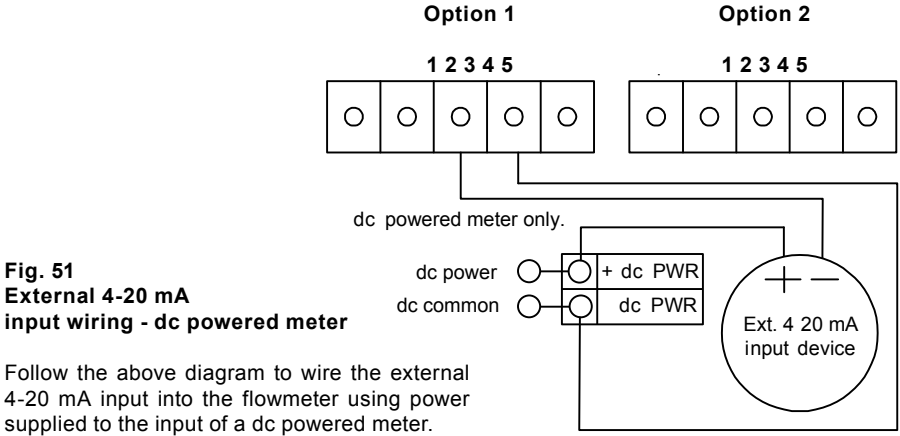 Option 1 Option 2
1 2 3 4 5 1 2 3 4 5
dc powered meter only.
dc power + dc PWR
dc common dc PWR
Ext. 4 20 mA
input device
Fig. 51
External 4-20 mA
input wiring - dc powered meter
Follow the above diagram to wire the external
4-20 mA input into the flowmeter using power
supplied to the input of a dc powered meter.